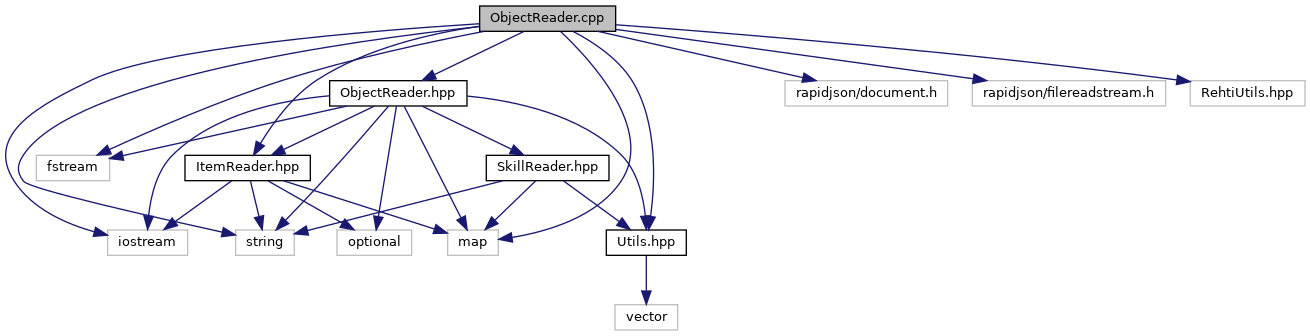 ObjectReader.cpp
ObjectReader.hpp
rapidjson/document.h
rapidjson/filereadstream.h
RehtiUtils.hpp
fstream
ItemReader.hpp
SkillReader.hpp
iostream
string
optional
map
Utils.hpp
vector